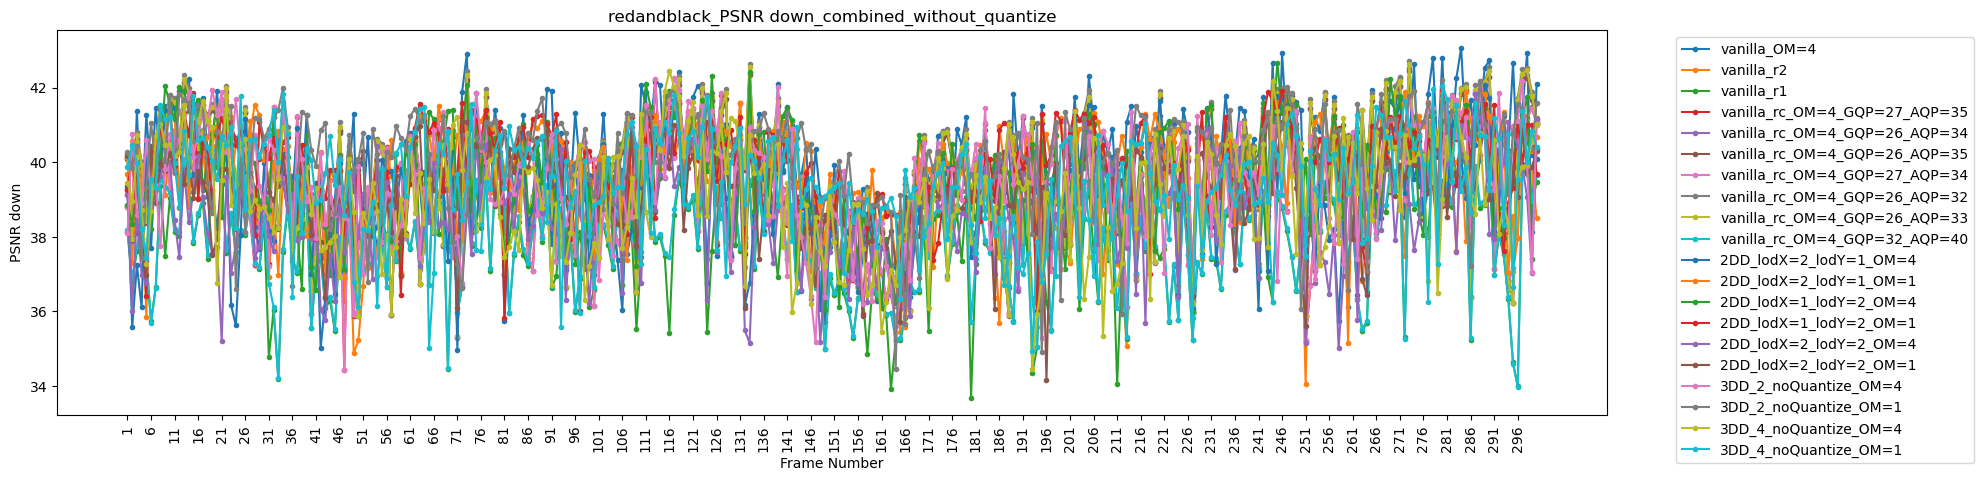 redandblack_PSNR down_combined_without_quantize
PSNR down
42
40
38
36
34
1 6 11 16 21 26 31 36 41 46 51 56 61 66 71 76 81 86 91 96 101 106 111 116 121 126 131 136 141 146 151 156 161 166 171 176 181 186 191 196 201 206 211 216 221 226 231 236 241 246 251 256 261 266 271 276 281 286 291 296
Frame Number
vanilla_OM=4
vanilla_r2
vanilla_r1
vanilla_rc_OM=4_GQP=27_AQP=35
vanilla_rc_OM=4_GQP=26_AQP=34
vanilla_rc_OM=4_GQP=26_AQP=35
vanilla_rc_OM=4_GQP=27_AQP=34
vanilla_rc_OM=4_GQP=26_AQP=32
vanilla_rc_OM=4_GQP=26_AQP=33
vanilla_rc_OM=4_GQP=32_AQP=40
2DD_lodX=2_lodY=1_OM=4
2DD_lodX=2_lodY=1_OM=1
2DD_lodX=1_lodY=2_OM=4
2DD_lodX=1_lodY=2_OM=1
2DD_lodX=2_lodY=2_OM=4
2DD_lodX=2_lodY=2_OM=1
3DD_2_noQuantize_OM=4
3DD_2_noQuantize_OM=1
3DD_4_noQuantize_OM=4
3DD_4_noQuantize_OM=1